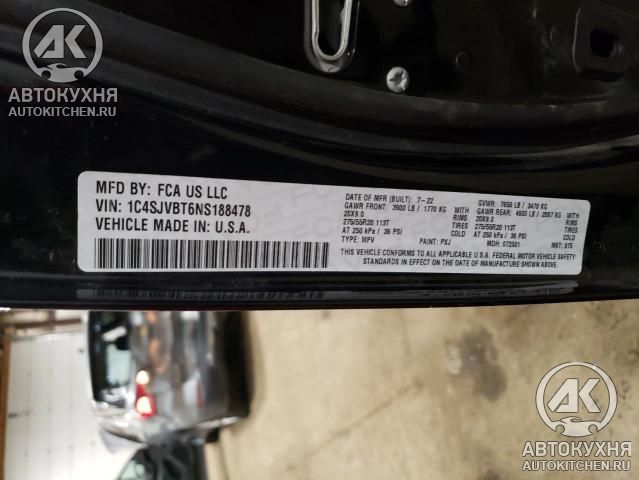 АК
АВТОКУХНЯ
AUTOKITCHEN.RU
MFD BY: FCA US LLC
VIN: 1C4SJVBT6NS188478
VEHICLE MADE IN: U.S.A.
DATE OF MFR (BUILT): 7-22 GVWR: 7650 LB / 3470 KG
GAWR FRONT: 3900 LB / 1770 KG GAWR REAR: 4600 LB / 2087 KG
20X9.0 RIMS 20X9.0 RIMS
275/55R20 113T TIRES 275/55R20 113T TIRES
AT 250 kPa / 36 PSI COLD AT 250 kPa / 36 PSI COLD
TYPE: MPV PAINT: PXJ MDH: 072501 MKT: 875
THIS VEHICLE CONFORMS TO ALL APPLICABLE U.S.A. FEDERAL MOTOR VEHICLE SAFETY
STANDARDS IN EFFECT ON THE DATE OF MANUFACTURE SHOWN ABOVE.
АК
АВТОКУХНЯ
AUTOKITCHEN.RU